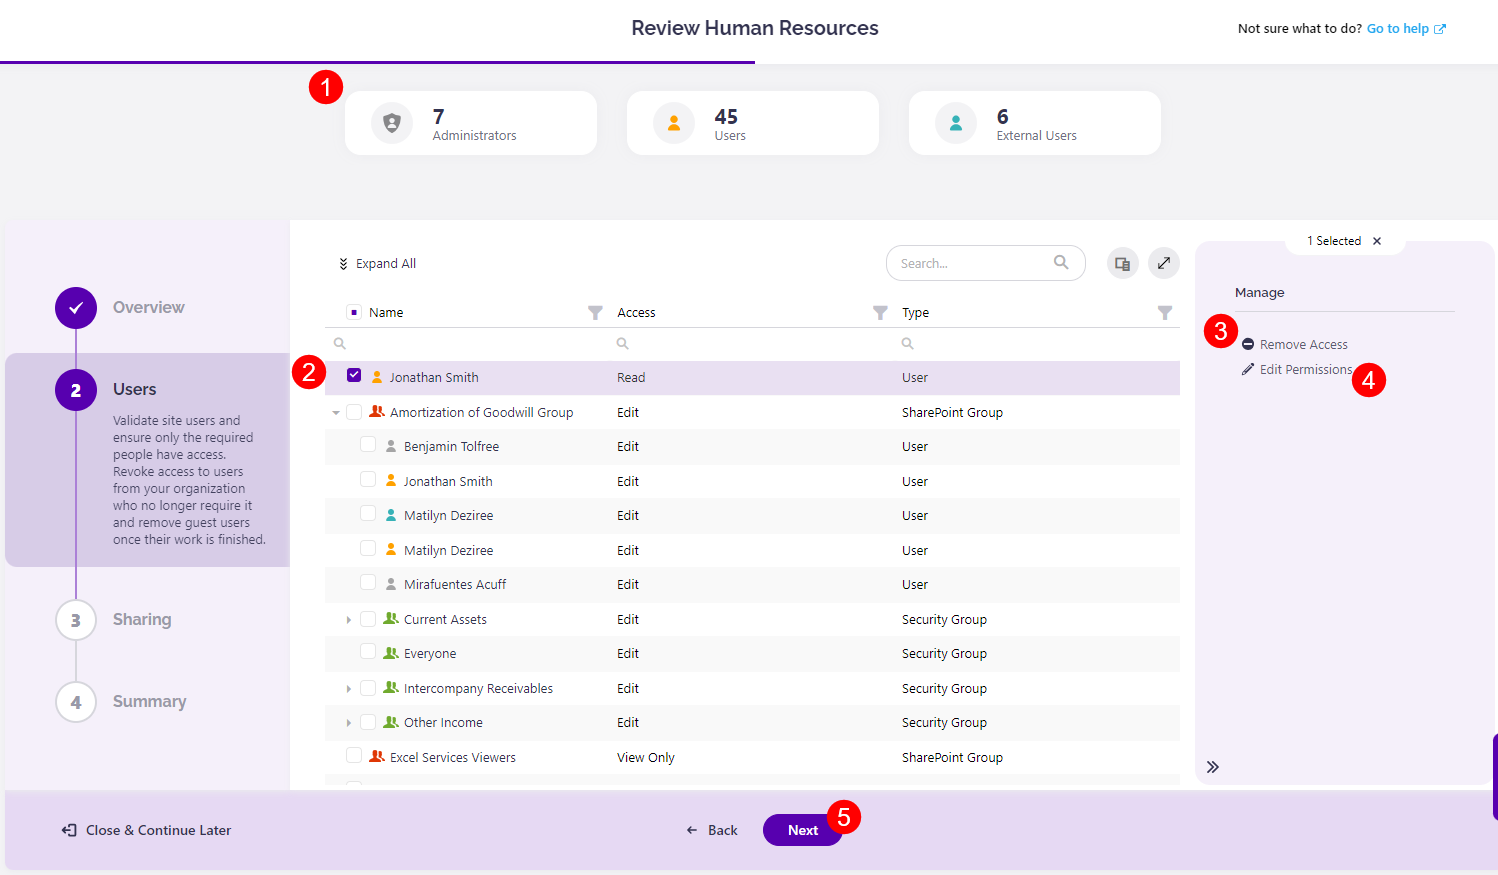 Review Human Resources
Not sure what to do? Go to help
1
7
Administrators
45
Users
6
External Users
Overview
2
Users
Validate site users and
ensure only the required
people have access.
Revoke access to users
from your organization
who no longer require it
and remove guest users
once their work is finished.
3
Sharing
4
Summary
Expand All
Search...
Name Access Type
2
Jonathan Smith Read User
Amortization of Goodwill Group Edit SharePoint Group
Benjamin Tolfree Edit User
Jonathan Smith Edit User
Matilyn Deziree Edit User
Matilyn Deziree Edit User
Mirafuentes Acuff Edit User
Current Assets Edit Security Group
Everyone Edit Security Group
Intercompany Receivables Edit Security Group
Other Income Edit Security Group
Excel Services Viewers View Only SharePoint Group
1 Selected
Manage
3
Remove Access
Edit Permissions
4
Close & Continue Later
Back
Next
5